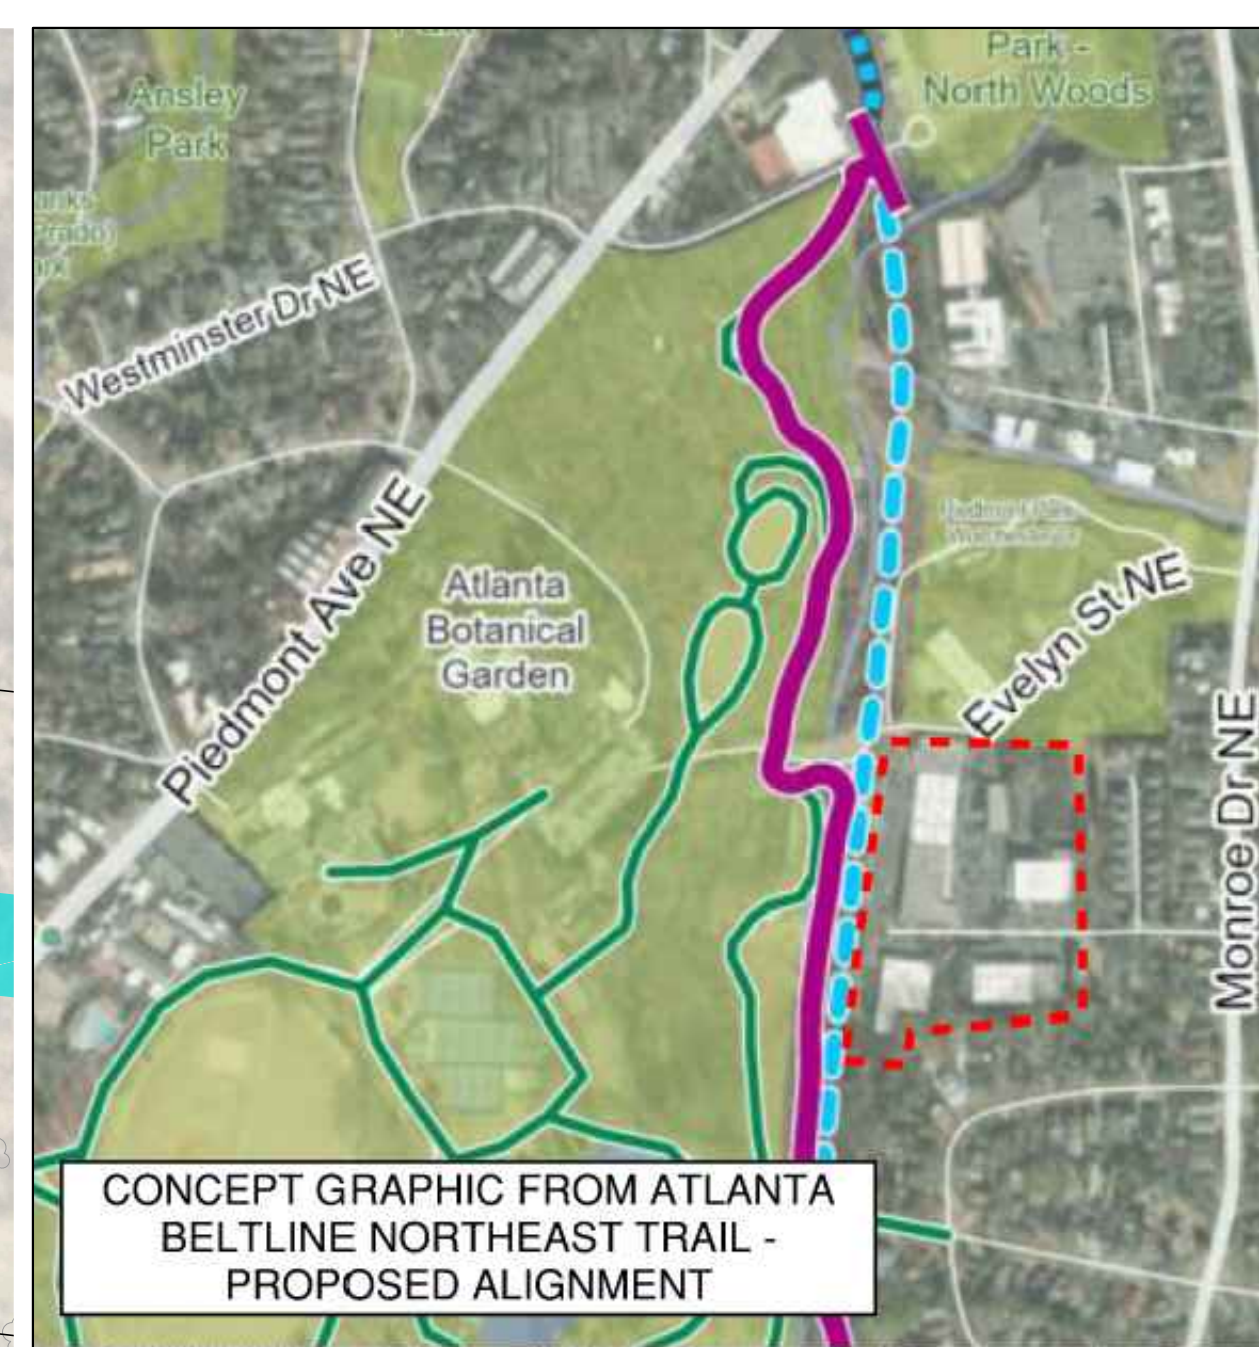 Ansley
Park
Park -
North Woods
Westminster Dr NE
Piedmont Ave NE
Atlanta
Botanical
Garden
Evelyn St NE
Monroe Dr NE
CONCEPT GRAPHIC FROM ATLANTA
BELTLINE NORTHEAST TRAIL -
PROPOSED ALIGNMENT